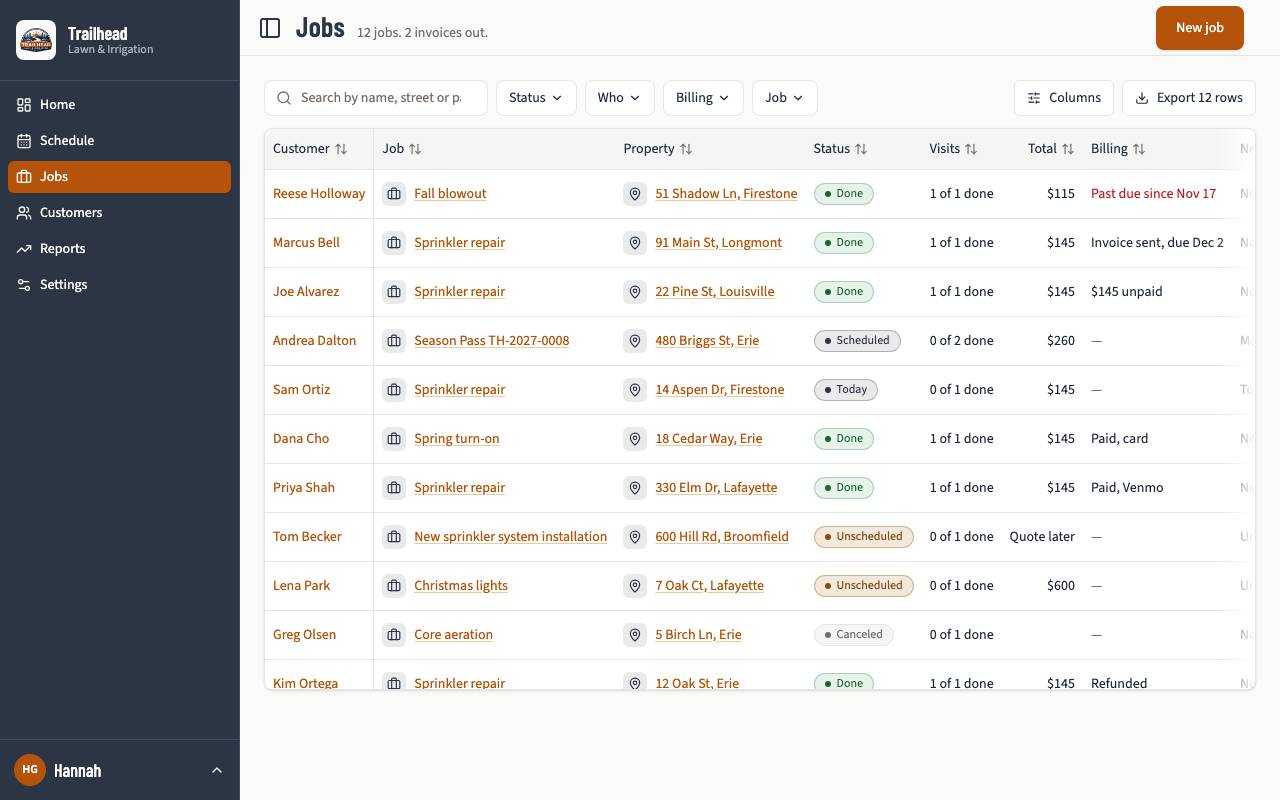 TRAILHEAD
Trailhead
Lawn & Irrigation
Home
Schedule
Jobs
Customers
Reports
Settings
HG
Hannah
Jobs
12 jobs. 2 invoices out.
New job
Search by name, street or
Status
Who
Billing
Job
Columns
Export 12 rows
Customer Job Property Status Visits Total Billing
Reese Holloway Fall blowout 51 Shadow Ln, Firestone Done 1 of 1 done $115 Past due since Nov 17
Marcus Bell Sprinkler repair 91 Main St, Longmont Done 1 of 1 done $145 Invoice sent, due Dec 2
Joe Alvarez Sprinkler repair 22 Pine St, Louisville Done 1 of 1 done $145 $145 unpaid
Andrea Dalton Season Pass TH-2027-0008 480 Briggs St, Erie Scheduled 0 of 2 done $260 —
Sam Ortiz Sprinkler repair 14 Aspen Dr, Firestone Today 0 of 1 done $145 —
Dana Cho Spring turn-on 18 Cedar Way, Erie Done 1 of 1 done $145 Paid, card
Priya Shah Sprinkler repair 330 Elm Dr, Lafayette Done 1 of 1 done $145 Paid, Venmo
Tom Becker New sprinkler system installation 600 Hill Rd, Broomfield Unscheduled 0 of 1 done Quote later —
Lena Park Christmas lights 7 Oak Ct, Lafayette Unscheduled 0 of 1 done $600 —
Greg Olsen Core aeration 5 Birch Ln, Erie Canceled 0 of 1 done —
Kim Ortega Sprinkler repair 12 Oak St, Erie Done 1 of 1 done $145 Refunded